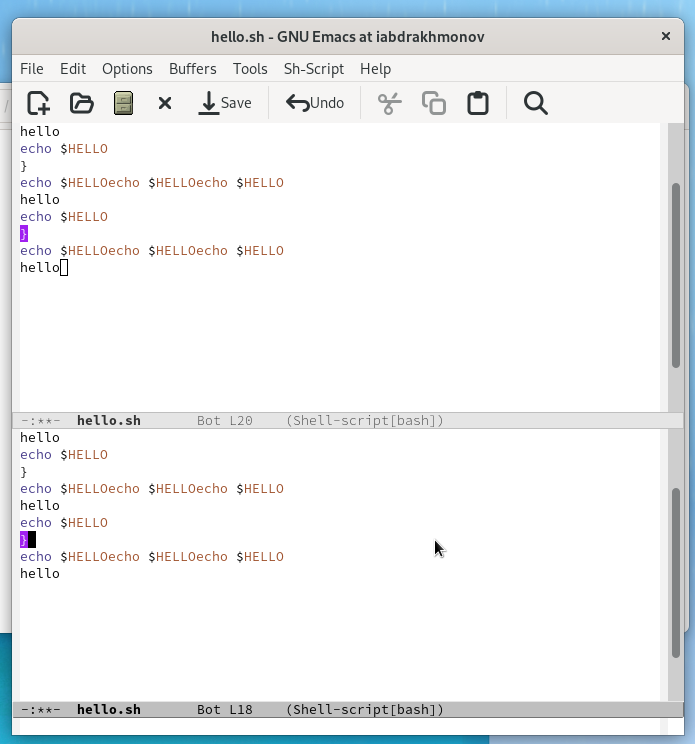 hello.sh - GNU Emacs at iabdrakhmonov
File Edit Options Buffers Tools Sh-Script Help
Save Undo
hello
echo $HELLO
}
echo $HELLOecho $HELLOecho $HELLO
hello
echo $HELLO
}
echo $HELLOecho $HELLOecho $HELLO
hello
-:**- hello.sh Bot L20 (Shell-script[bash])
hello
echo $HELLO
}
echo $HELLOecho $HELLOecho $HELLO
hello
echo $HELLO
}
echo $HELLOecho $HELLOecho $HELLO
hello
-:**- hello.sh Bot L18 (Shell-script[bash])